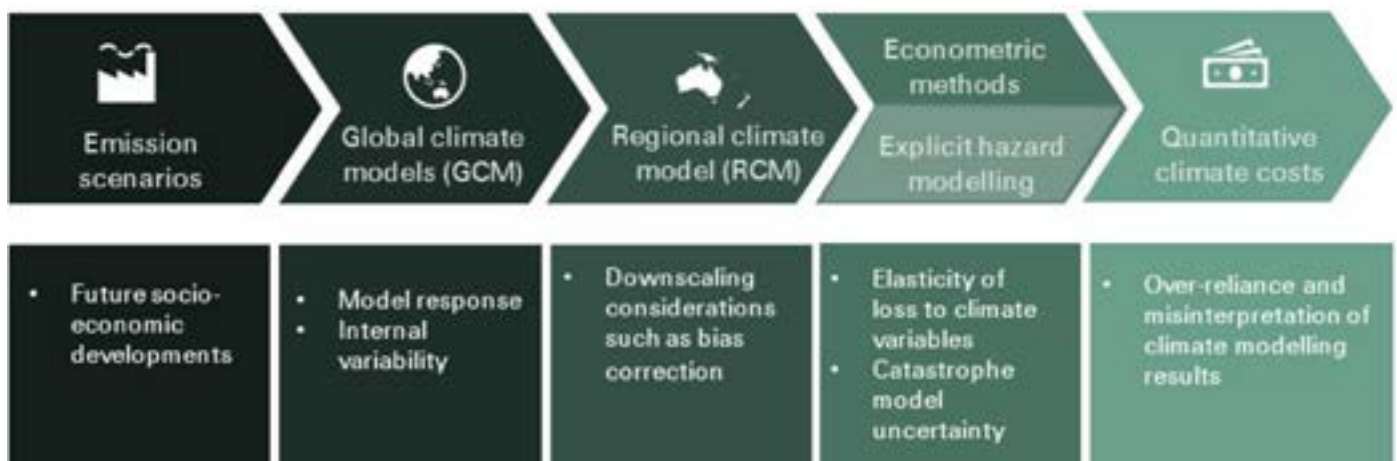 Emission
scenarios
Global climate
models (GCM)
Regional climate
model (RCM)
Econometric
methods
Explicit hazard
modelling
Quantitative
climate costs
• Future socio-
economic
developments
• Model response
• Internal
variability
• Downscaling
considerations
such as bias
correction
• Elasticity of
loss to climate
variables
• Catastrophe
model
uncertainty
• Over-reliance and
misinterpretation of
climate modelling
results